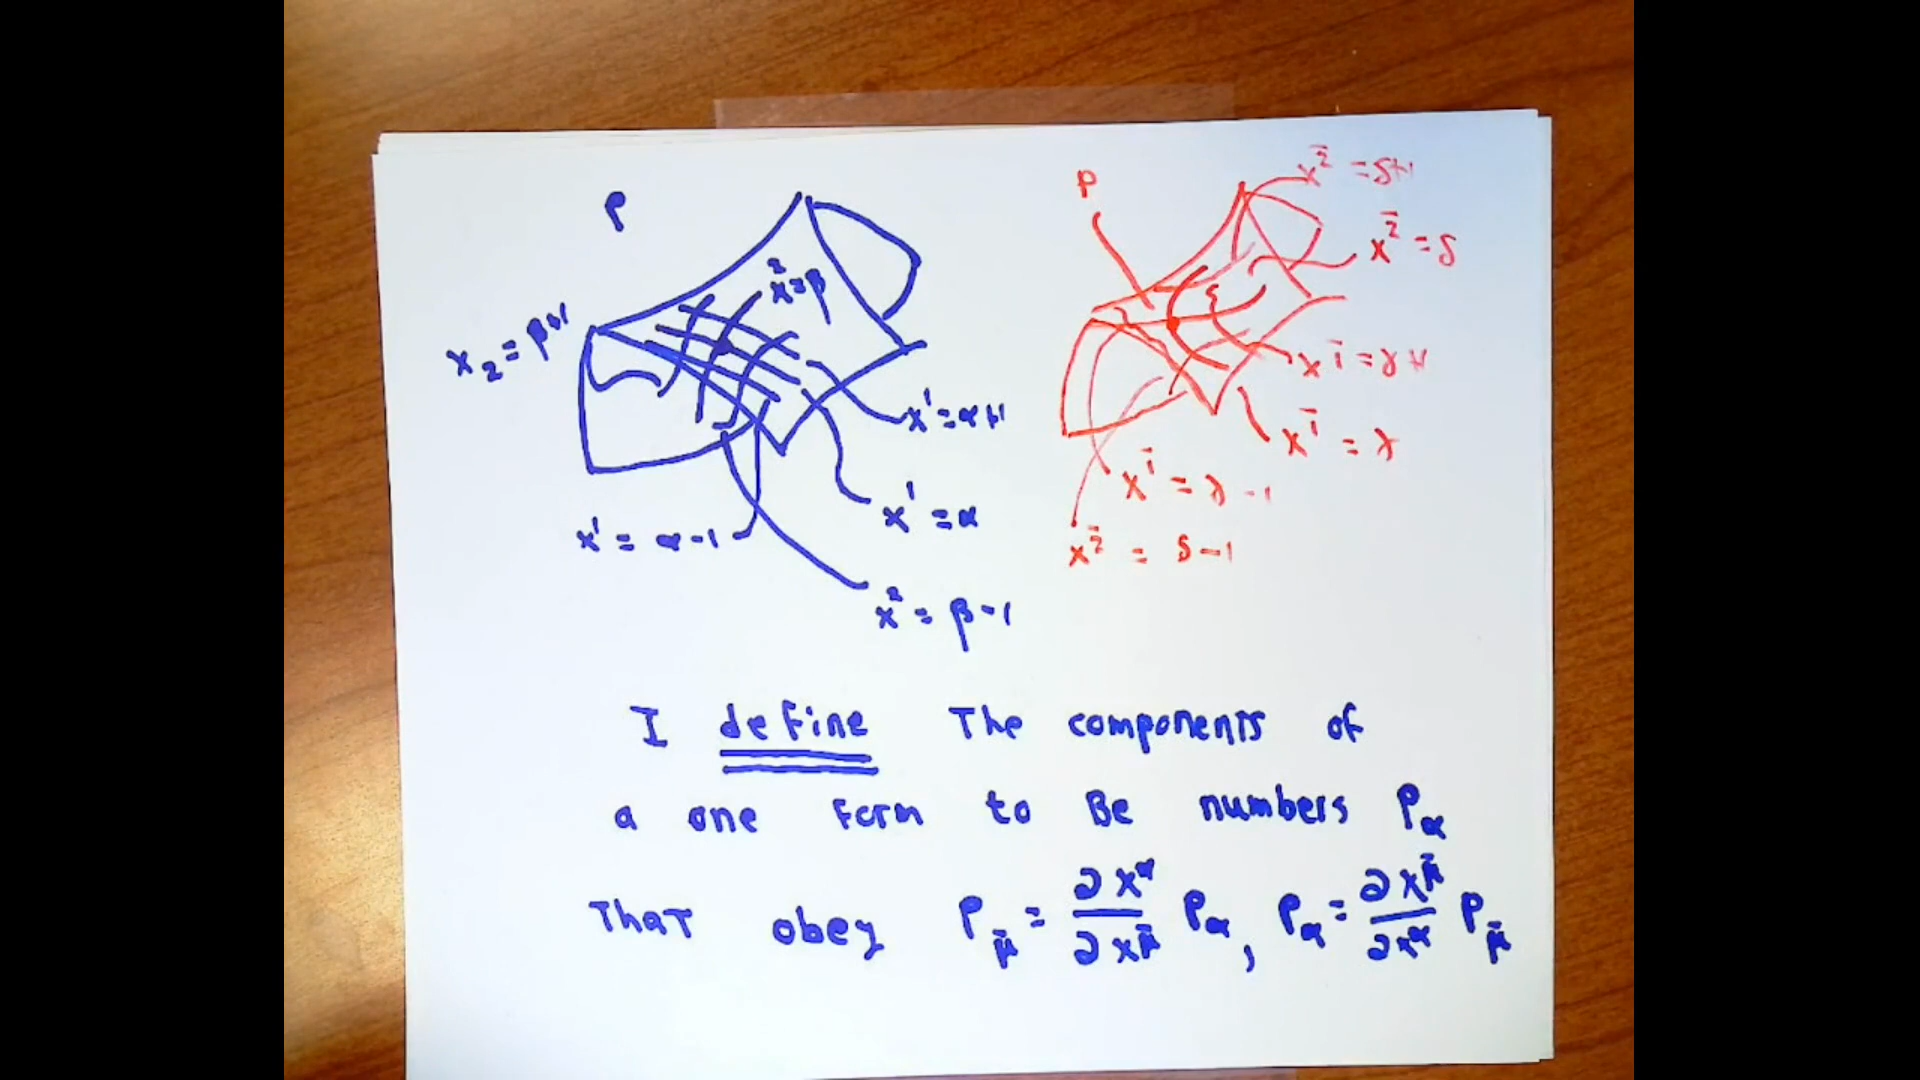 P
x² = β
x₂ = β+1
x¹ = α+1
x¹ = α
x¹ = α-1
x² = β-1
P
x^2̄ = δ+1
x^2̄ = δ
x^1̄ = γ+1
x^1̄ = γ
x^1̄ = γ-1
x^2̄ = δ-1
I define The components of
a one form to Be numbers Pα
That obey P_μ̄ = ∂x^α/∂x^μ̄ P_α, P_α = ∂x^μ̄/∂x^α P_μ̄